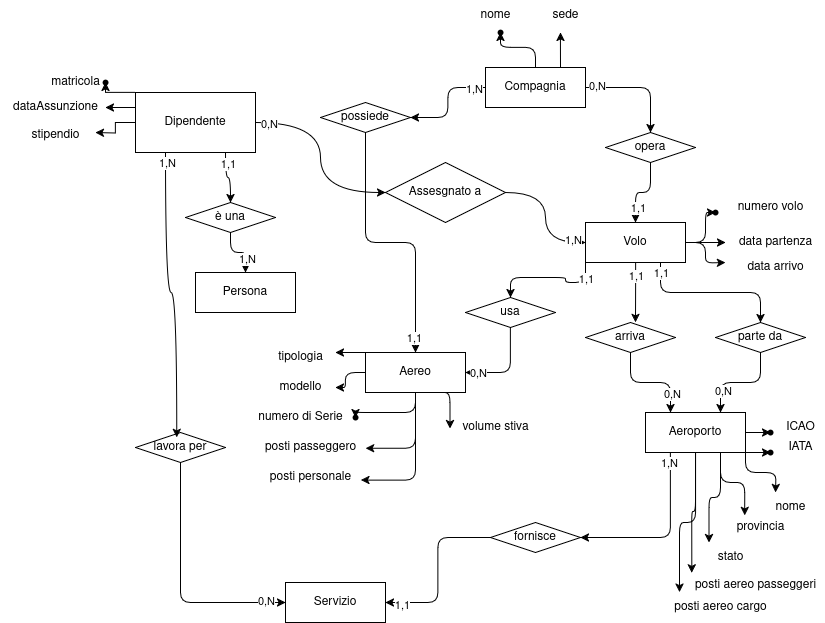 nome
sede
matricola
dataAssunzione
stipendio
Dipendente
0,N
1,N
1,1
possiede
1,N
Compagnia
0,N
opera
è una
1,N
Persona
Assesgnato a
1,N
1,1
Volo
numero volo
data partenza
data arrivo
1,1
1,1
1,1
usa
arriva
parte da
1,1
tipologia
modello
Aereo
0,N
numero di Serie
posti passeggero
posti personale
volume stiva
0,N
0,N
Aeroporto
ICAO
IATA
1,N
nome
provincia
stato
posti aereo passeggeri
posti aereo cargo
lavora per
fornisce
0,N
Servizio
1,1